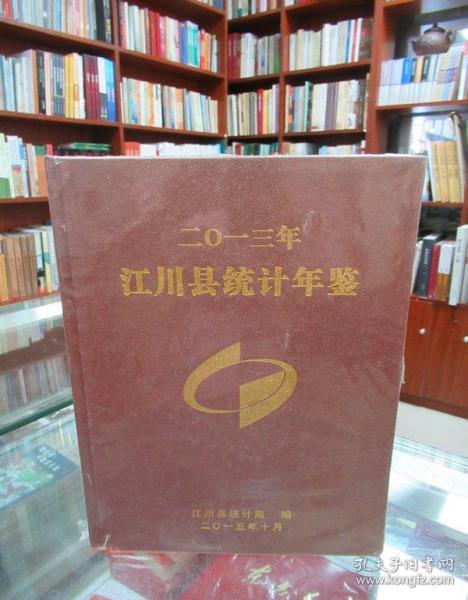 二〇一三年
江川县统计年鉴
江川县统计局 编
二〇一五年十月
孔夫子旧书网
www.kongfz.com